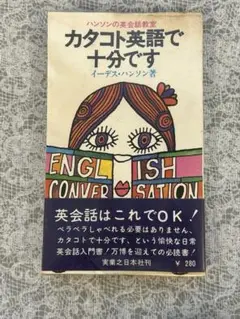 ハンソンの英会話教室
カタコト英語で
十分です
イーデス・ハンソン著
ENGLISH
CONVERSATION
英会話はこれでOK!
ペラペラしゃべれる必要はありません、
カタコトで十分です、という愉快な日常
英会話入門書!万博を迎えての必読書!
実業之日本社刊
¥ 280